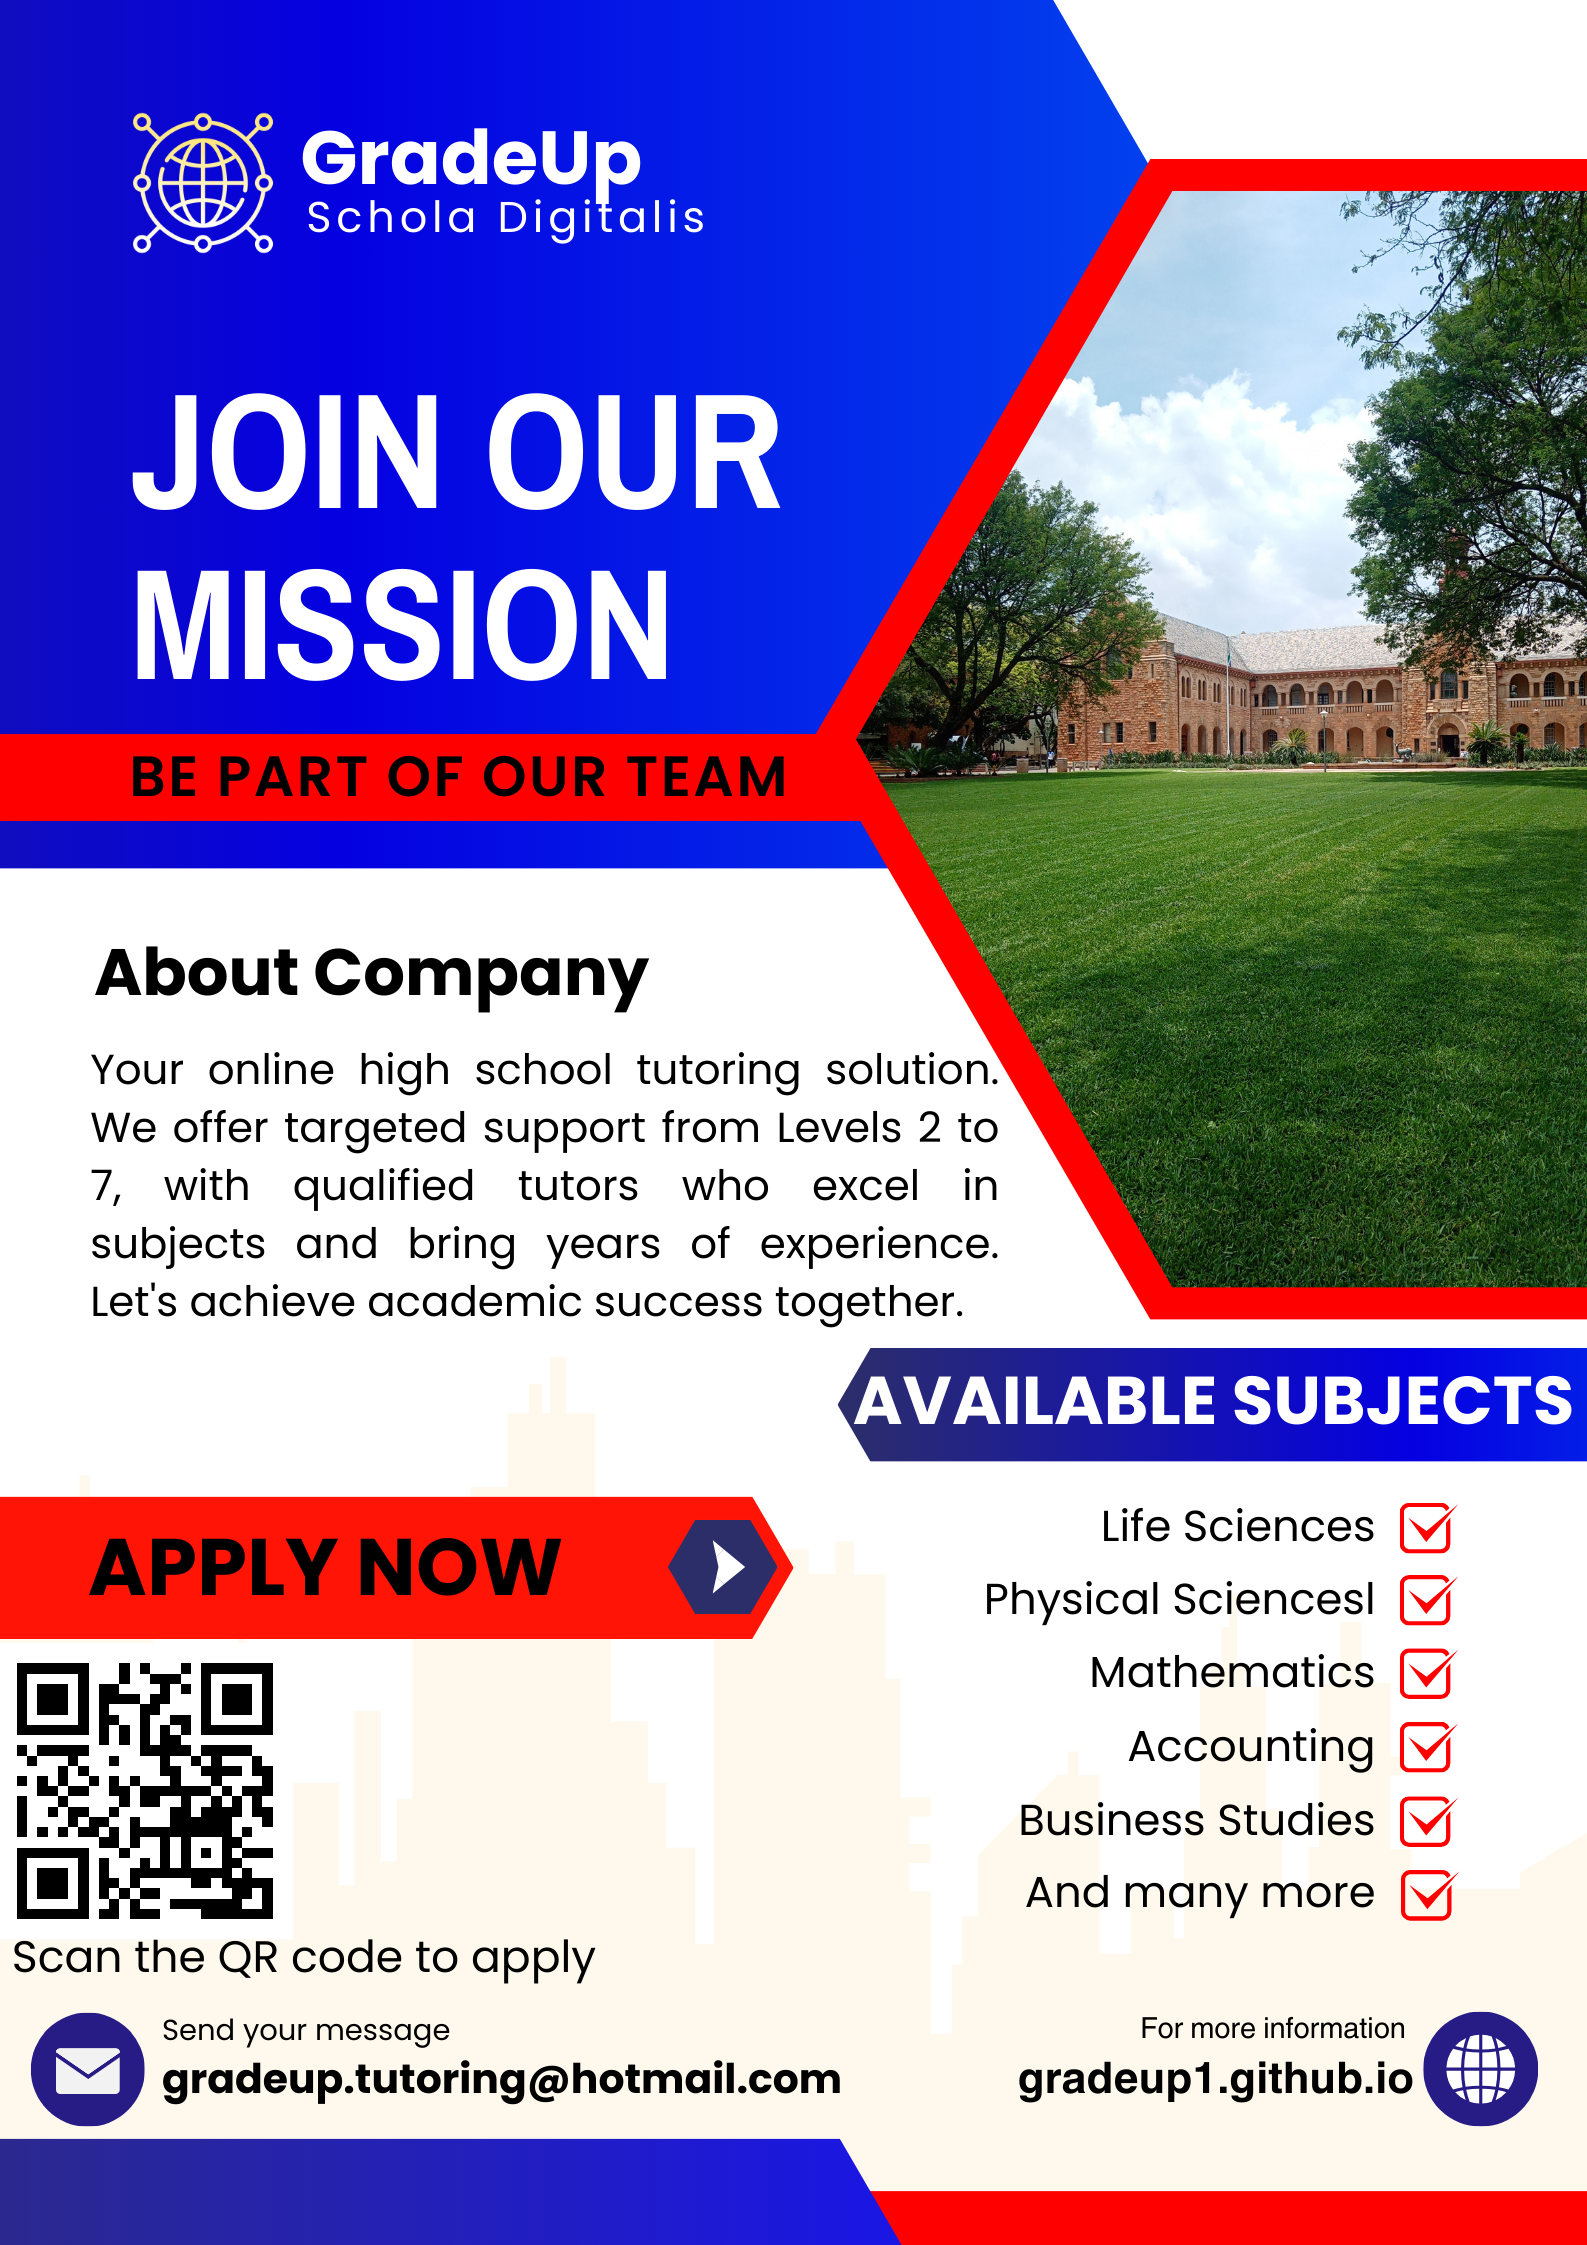 GradeUp
Schola Digitalis
JOIN OUR
MISSION
BE PART OF OUR TEAM
About Company
Your online high school tutoring solution.
We offer targeted support from Levels 2 to
7, with qualified tutors who excel in
subjects and bring years of experience.
Let's achieve academic success together.
AVAILABLE SUBJECTS
Life Sciences
Physical Sciencesl
Mathematics
Accounting
Business Studies
And many more
APPLY NOW
Scan the QR code to apply
Send your message
gradeup.tutoring@hotmail.com
For more information
gradeup1.github.io